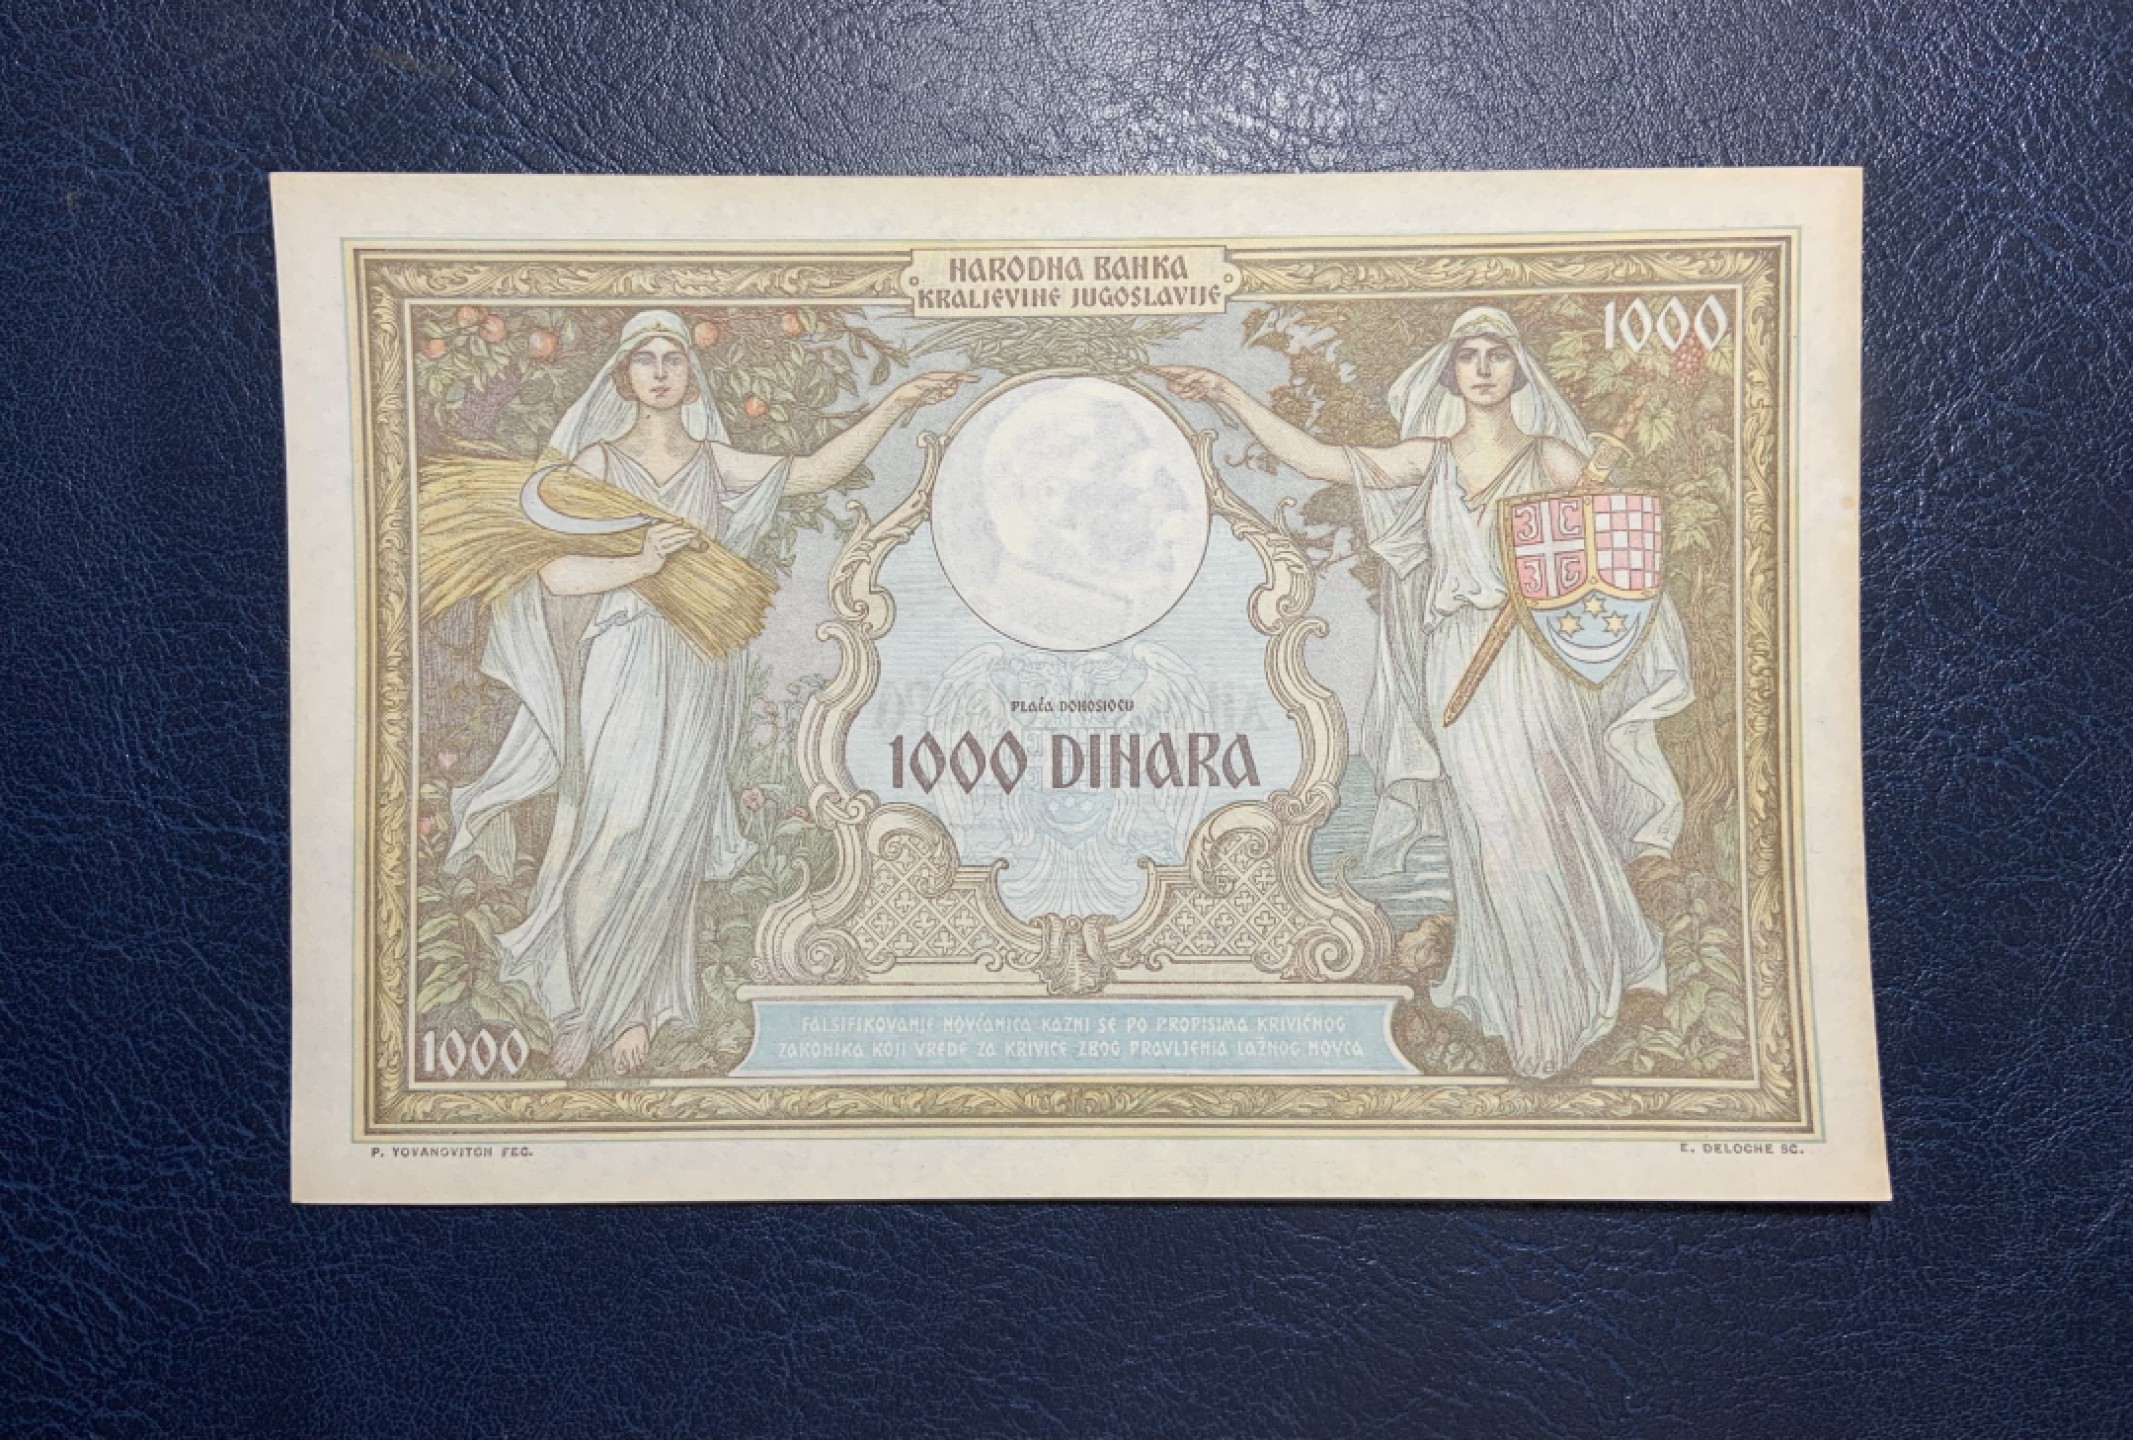 NARODNA BANKA
KRALJEVINE JUGOSLAVIJE
1000
PLAĆA DONOSIOCU
1000 DINARA
FALSIFIKOVANJE NOVČANICA KAZNI SE PO PROPISIMA KRIVIČNOG
ZAKONIKA KOJI VREDE ZA KRIVICE ZBOG PRAVLJENJA LAŽNOG NOVCA
1000
P. YOVANOVITCH FEC.
E. DELOCHE SC.